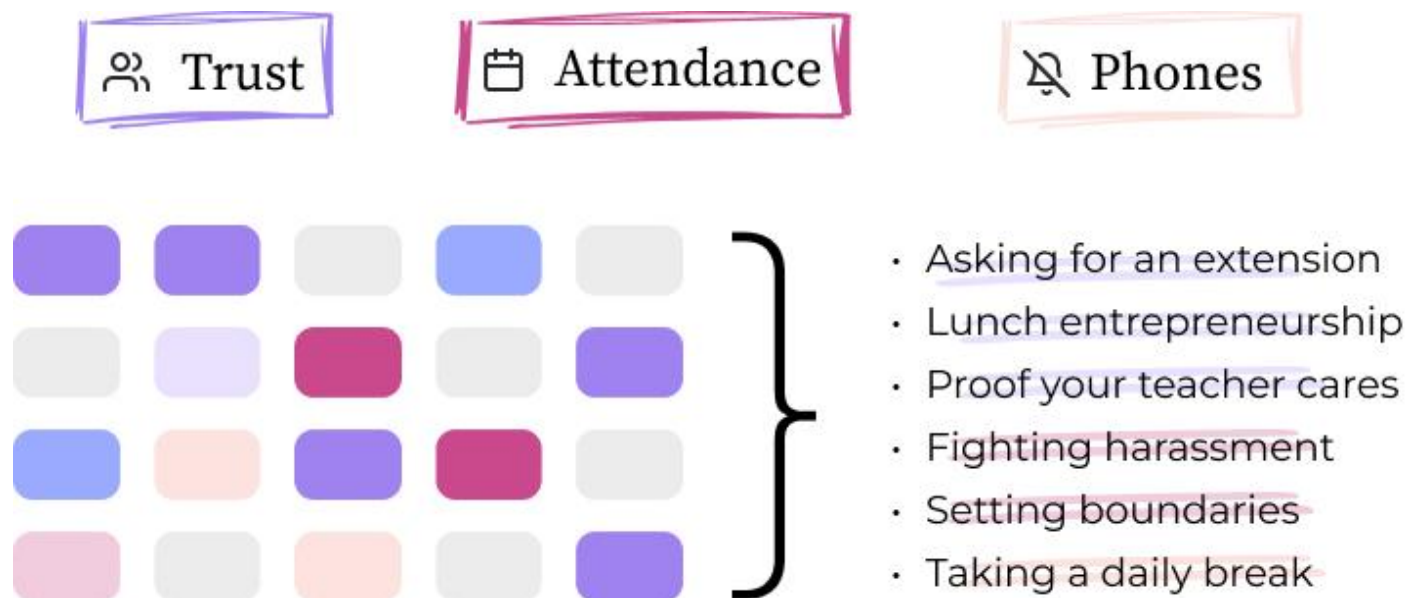 Trust
Attendance
Phones
• Asking for an extension
• Lunch entrepreneurship
• Proof your teacher cares
• Fighting harassment
• Setting boundaries
• Taking a daily break